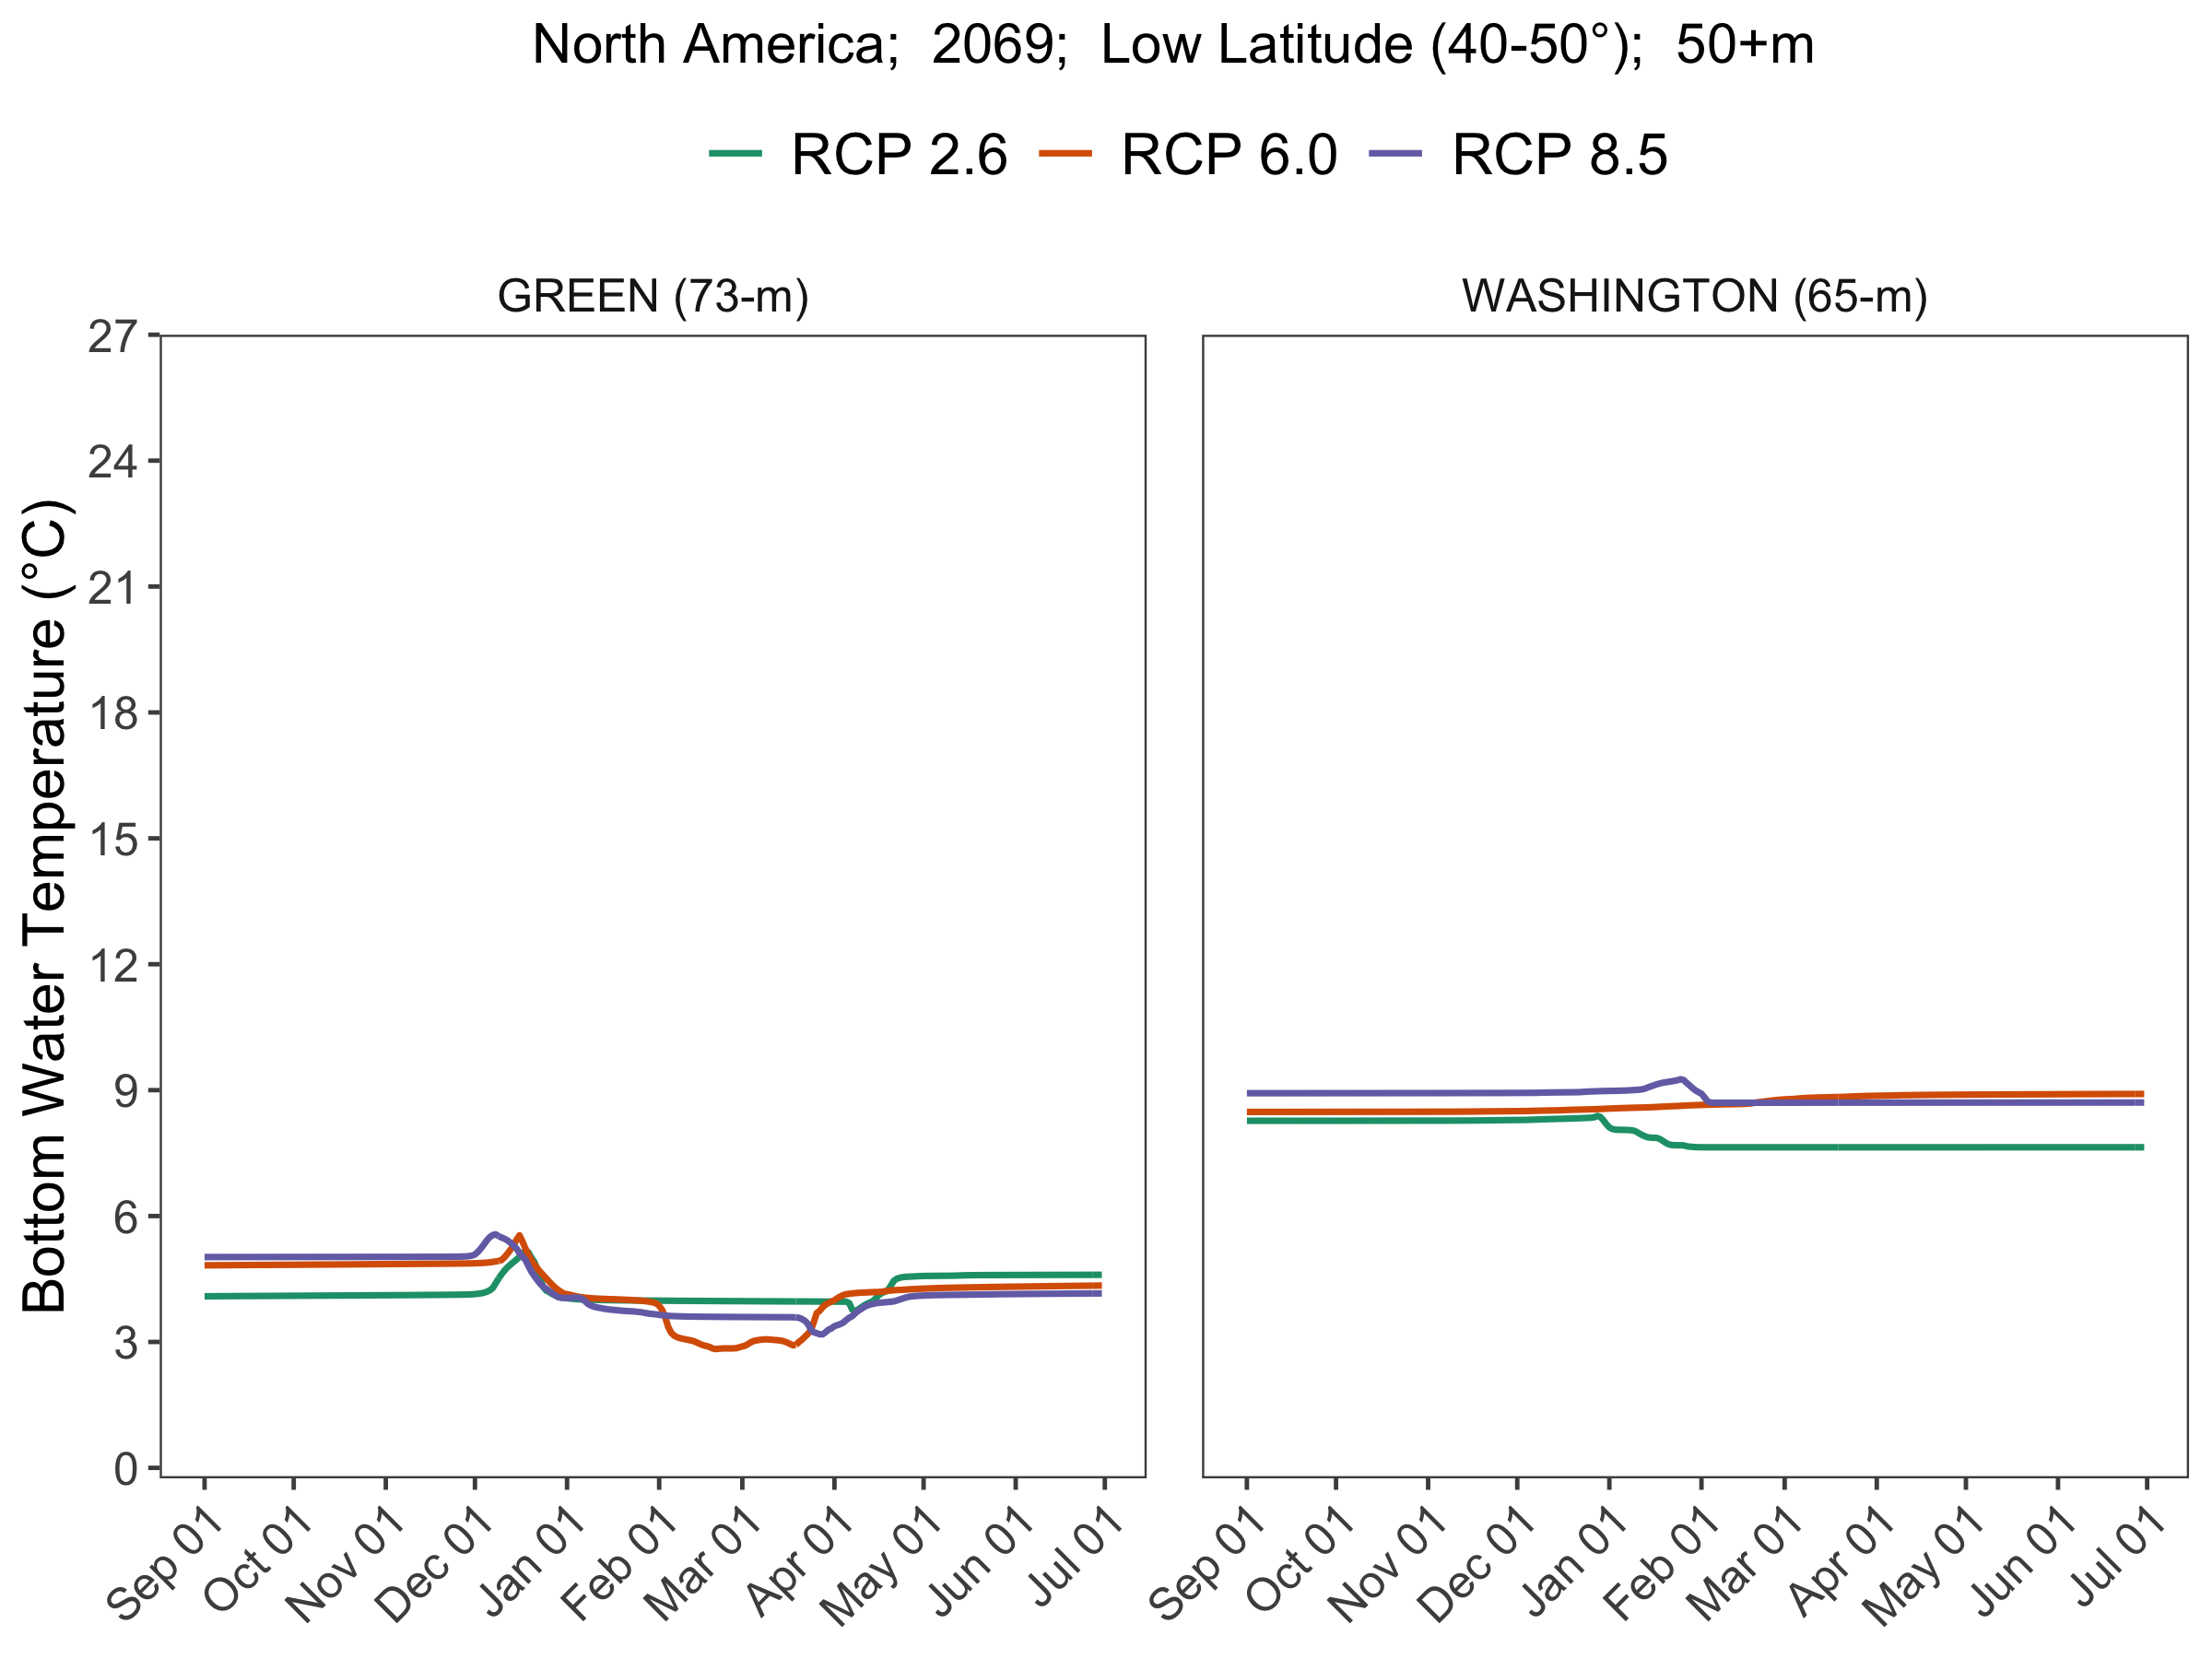 North America;  2069;  Low Latitude (40-50°);  50+m
RCP 2.6 RCP 6.0 RCP 8.5
GREEN (73-m) WASHINGTON (65-m)
Bottom Water Temperature (°C)
27
24
21
18
15
12
9
6
3
0
Sep 01 Oct 01 Nov 01 Dec 01 Jan 01 Feb 01 Mar 01 Apr 01 May 01 Jun 01 Jul 01 Sep 01 Oct 01 Nov 01 Dec 01 Jan 01 Feb 01 Mar 01 Apr 01 May 01 Jun 01 Jul 01